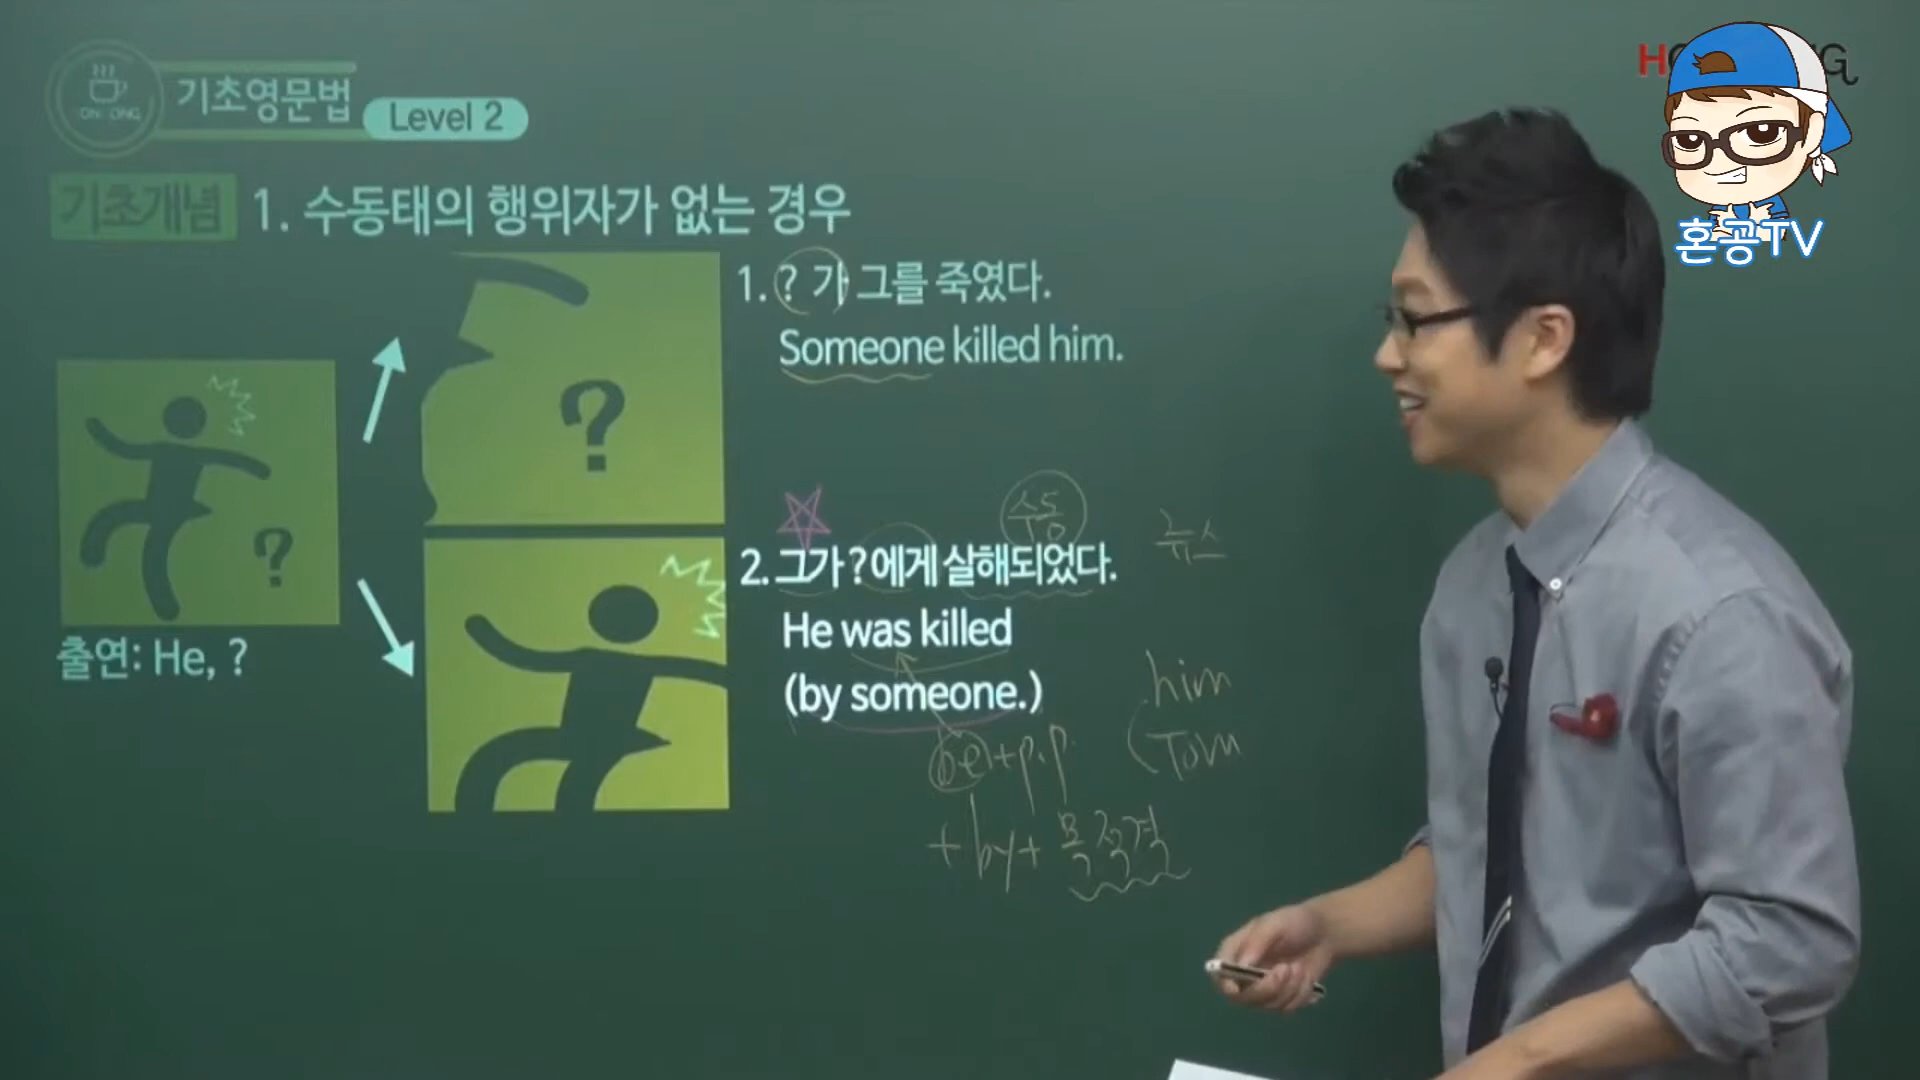 기초영문법
Level 2
기초개념
1. 수동태의 행위자가 없는 경우
1. ? 가 그를 죽였다.
Someone killed him.
?
?
수동
뉴스
2. 그가 ? 에게 살해되었다.
He was killed
(by someone.)
출연: He, ?
him
Tom
be + p.p
+ by + 목적격
혼공TV